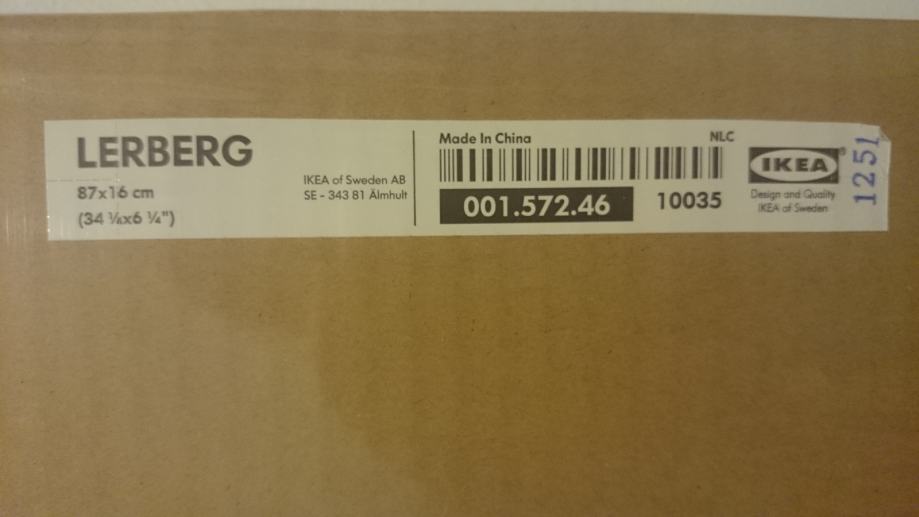 LERBERG
87x16 cm
(34 ¼x6 ¼")
IKEA of Sweden AB
SE - 343 81 Älmhult
Made In China
NLC
001.572.46
10035
IKEA®
Design and Quality
IKEA of Sweden
1251